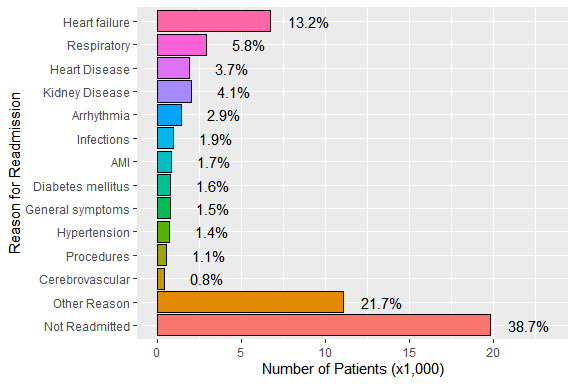 Reason for Readmission
Heart failure 13.2%
Respiratory 5.8%
Heart Disease 3.7%
Kidney Disease 4.1%
Arrhythmia 2.9%
Infections 1.9%
AMI 1.7%
Diabetes mellitus 1.6%
General symptoms 1.5%
Hypertension 1.4%
Procedures 1.1%
Cerebrovascular 0.8%
Other Reason 21.7%
Not Readmitted 38.7%
0 5 10 15 20
Number of Patients (x1,000)